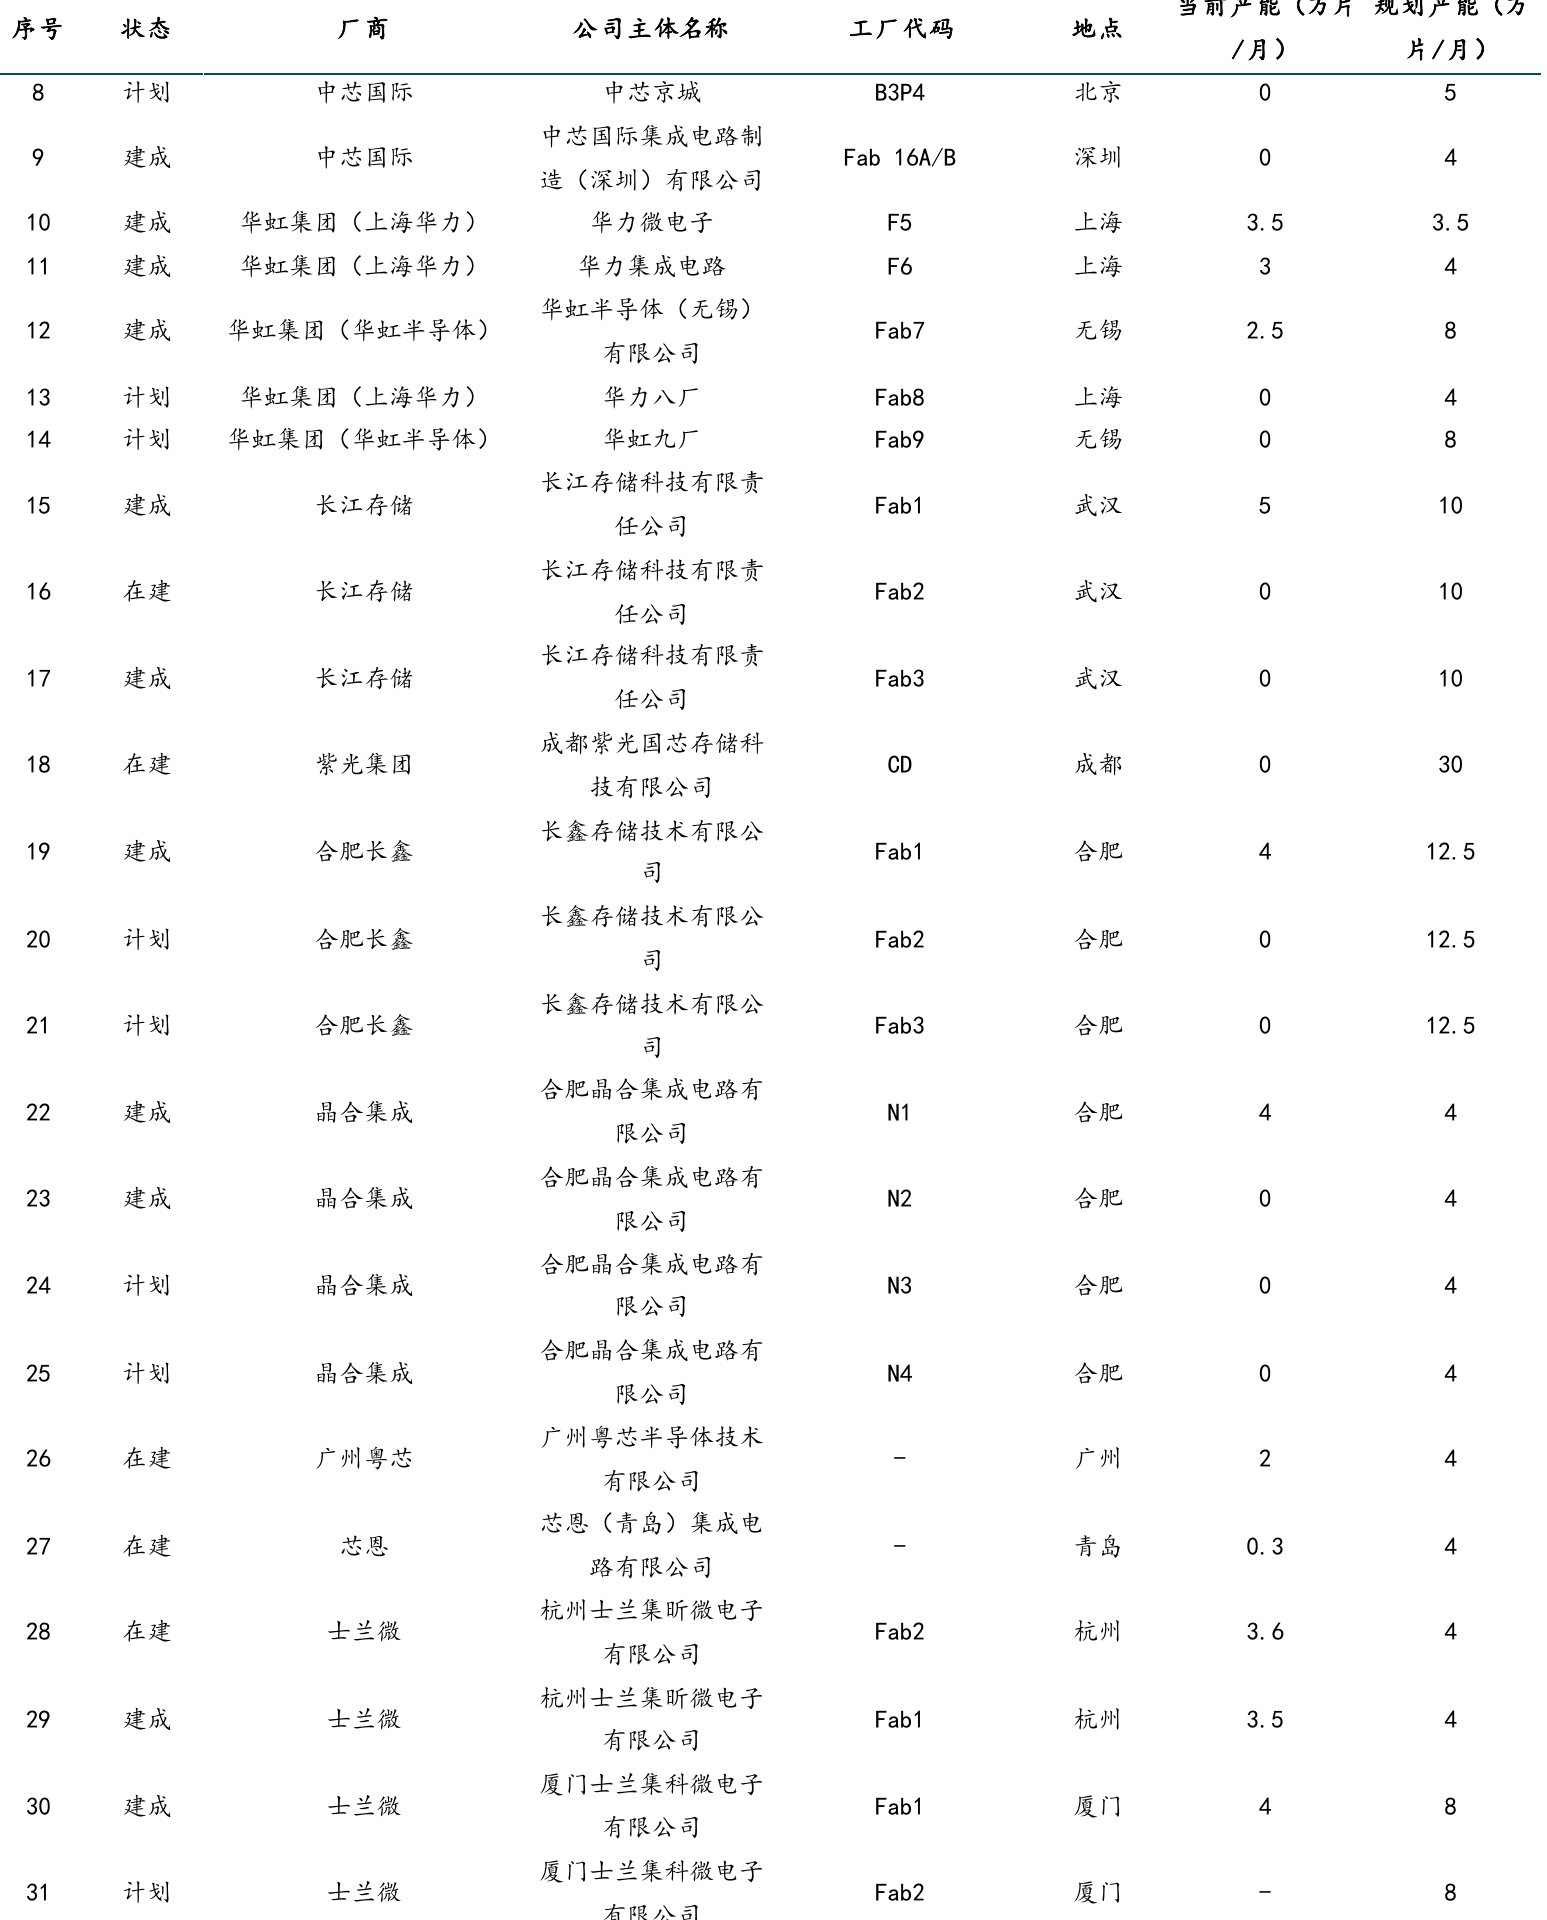 序号 状态 厂商 公司主体名称 工厂代码 地点 当前产能（万片/月） 规划产能（万片/月）
8 计划 中芯国际 中芯京城 B3P4 北京 0 5
9 建成 中芯国际 中芯国际集成电路制造（深圳）有限公司 Fab 16A/B 深圳 0 4
10 建成 华虹集团（上海华力） 华力微电子 F5 上海 3.5 3.5
11 建成 华虹集团（上海华力） 华力集成电路 F6 上海 3 4
12 建成 华虹集团（华虹半导体） 华虹半导体（无锡）有限公司 Fab7 无锡 2.5 8
13 计划 华虹集团（上海华力） 华力八厂 Fab8 上海 0 4
14 计划 华虹集团（华虹半导体） 华虹九厂 Fab9 无锡 0 8
15 建成 长江存储 长江存储科技有限责任公司 Fab1 武汉 5 10
16 在建 长江存储 长江存储科技有限责任公司 Fab2 武汉 0 10
17 建成 长江存储 长江存储科技有限责任公司 Fab3 武汉 0 10
18 在建 紫光集团 成都紫光国芯存储科技有限公司 CD 成都 0 30
19 建成 合肥长鑫 长鑫存储技术有限公司 Fab1 合肥 4 12.5
20 计划 合肥长鑫 长鑫存储技术有限公司 Fab2 合肥 0 12.5
21 计划 合肥长鑫 长鑫存储技术有限公司 Fab3 合肥 0 12.5
22 建成 晶合集成 合肥晶合集成电路有限公司 N1 合肥 4 4
23 建成 晶合集成 合肥晶合集成电路有限公司 N2 合肥 0 4
24 计划 晶合集成 合肥晶合集成电路有限公司 N3 合肥 0 4
25 计划 晶合集成 合肥晶合集成电路有限公司 N4 合肥 0 4
26 在建 广州粤芯 广州粤芯半导体技术有限公司 - 广州 2 4
27 在建 芯恩 芯恩（青岛）集成电路有限公司 - 青岛 0.3 4
28 在建 士兰微 杭州士兰集昕微电子有限公司 Fab2 杭州 3.6 4
29 建成 士兰微 杭州士兰集昕微电子有限公司 Fab1 杭州 3.5 4
30 建成 士兰微 厦门士兰集科微电子有限公司 Fab1 厦门 4 8
31 计划 士兰微 厦门士兰集科微电子有限公司 Fab2 厦门 - 8